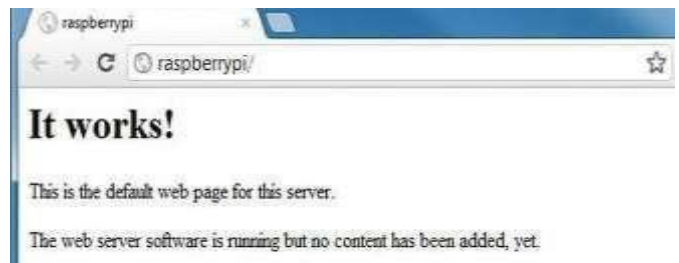 raspberrypi
raspberrypi/
It works!
This is the default web page for this server.
The web server software is running but no content has been added, yet.